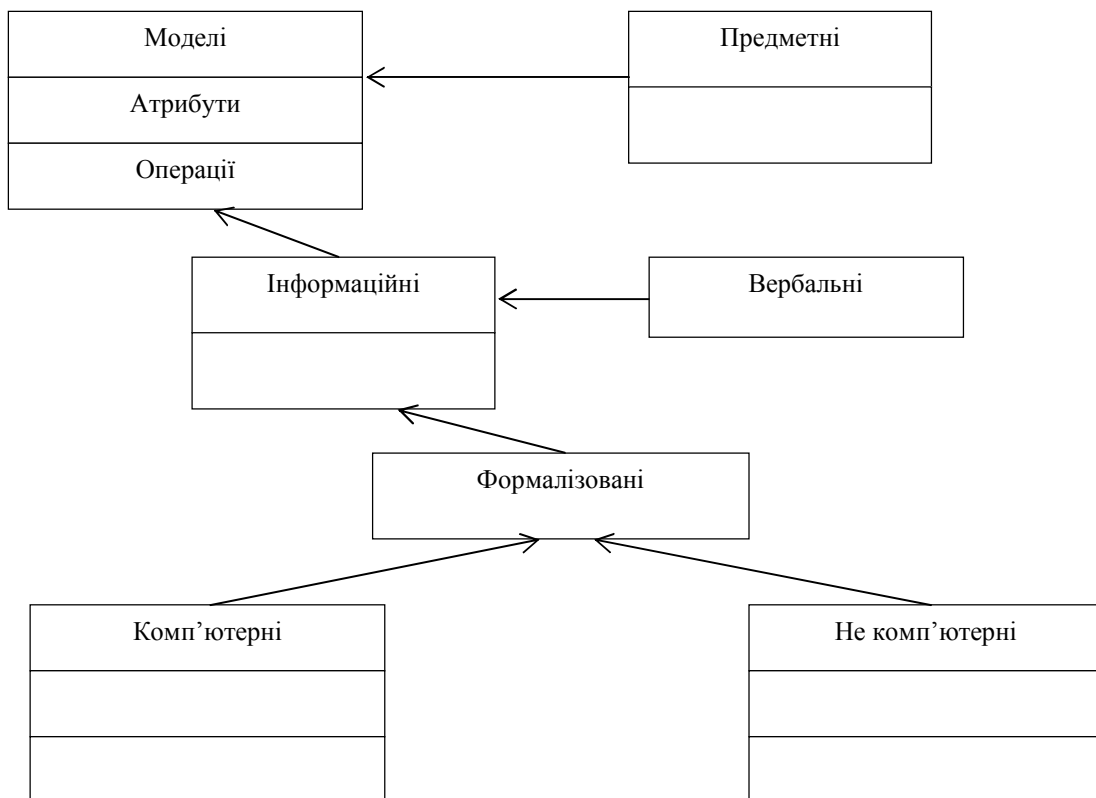 Моделі
Предметні
Атрибути
Операції
Інформаційні
Вербальні
Формалізовані
Комп’ютерні
Не комп’ютерні